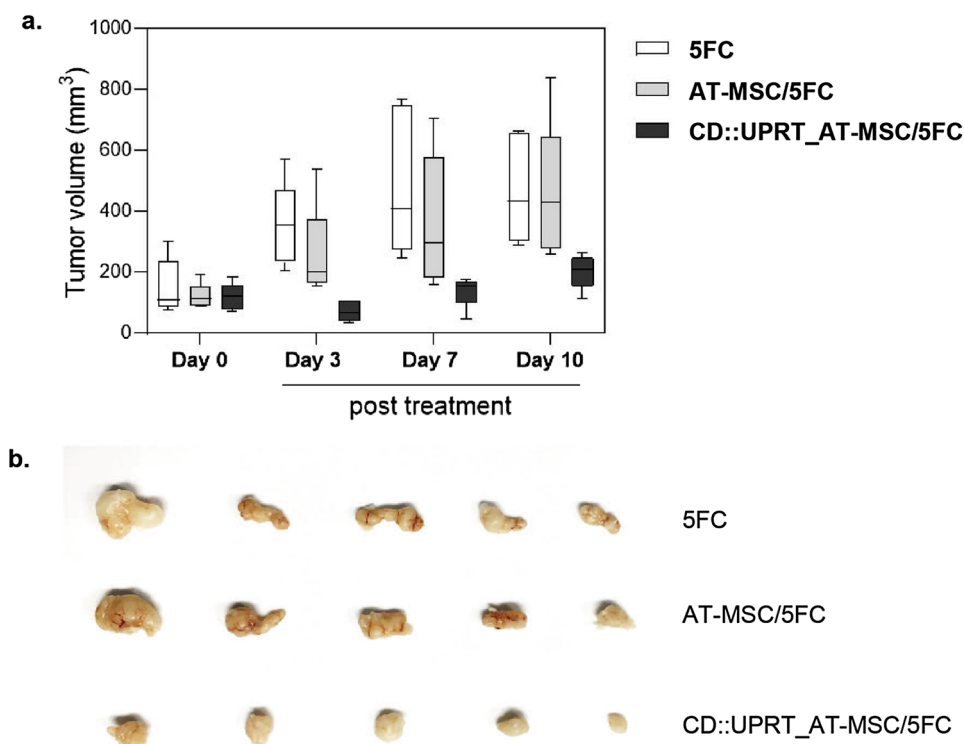 a.
1000
800
600
400
200
0
Tumor volume (mm³)
Day 0 Day 3 Day 7 Day 10
post treatment
5FC
AT-MSC/5FC
CD::UPRT_AT-MSC/5FC
b.
5FC
AT-MSC/5FC
CD::UPRT_AT-MSC/5FC